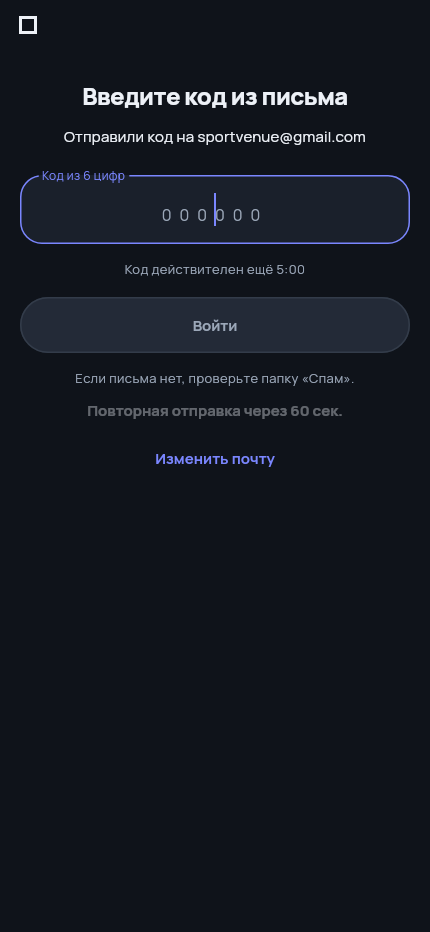 Введите код из письма
Отправили код на sportvenue@gmail.com
Код из 6 цифр
000000
Код действителен ещё 5:00
Войти
Если письма нет, проверьте папку «Спам».
Повторная отправка через 60 сек.
Изменить почту